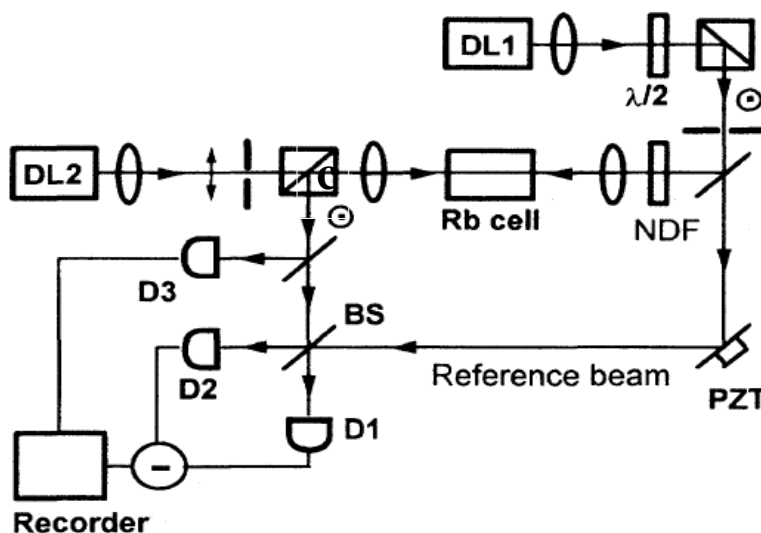 DL1
λ/2
DL2
C
Rb cell
NDF
D3
BS
D2
Reference beam
PZT
D1
-
Recorder